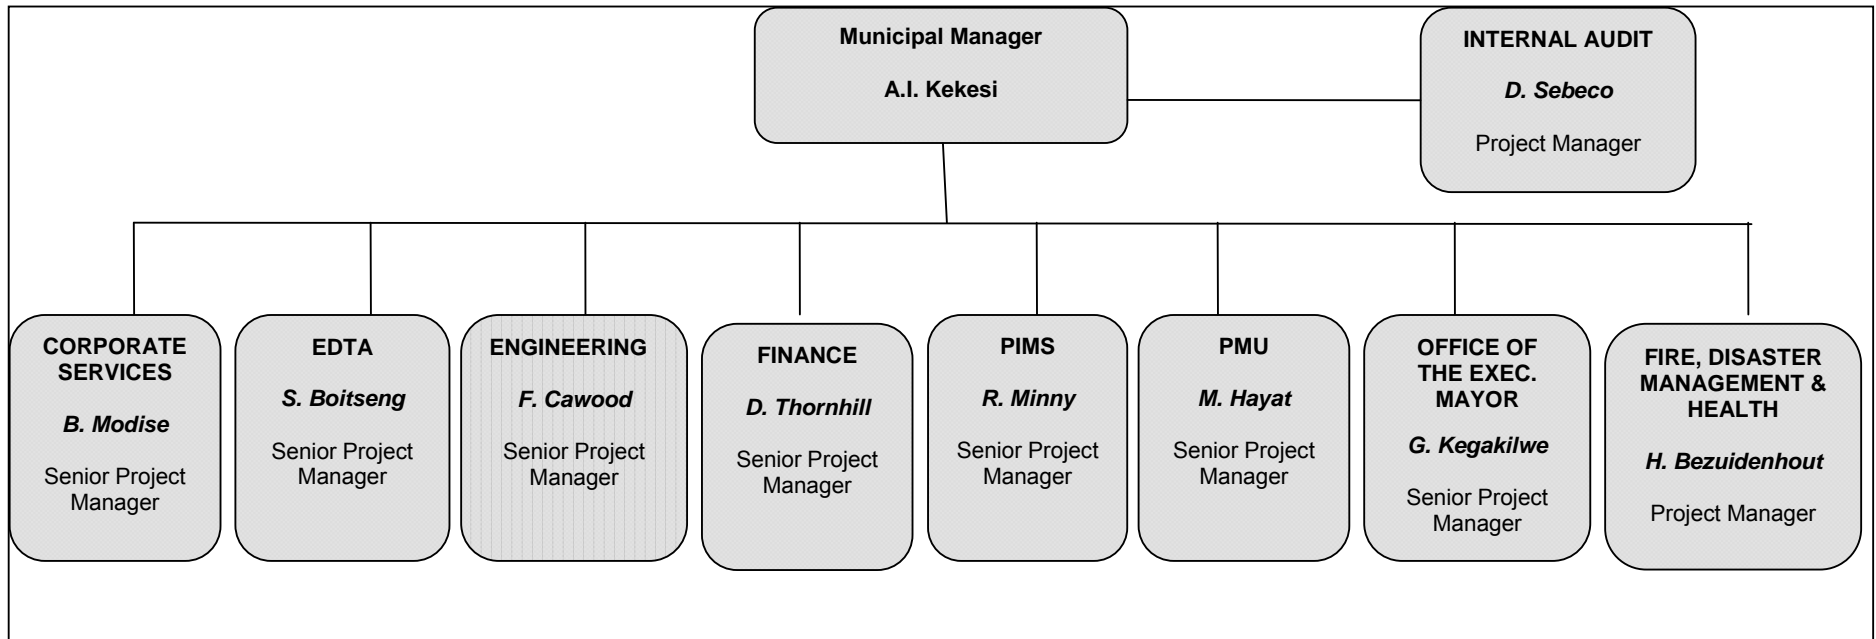 Municipal Manager
A.I. Kekesi
INTERNAL AUDIT
D. Sebeco
Project Manager
CORPORATE
SERVICES
B. Modise
Senior Project
Manager
EDTA
S. Boitseng
Senior Project
Manager
ENGINEERING
F. Cawood
Senior Project
Manager
FINANCE
D. Thornhill
Senior Project
Manager
PIMS
R. Minny
Senior Project
Manager
PMU
M. Hayat
Senior Project
Manager
OFFICE OF
THE EXEC.
MAYOR
G. Kegakilwe
Senior Project
Manager
FIRE, DISASTER
MANAGEMENT &
HEALTH
H. Bezuidenhout
Project Manager